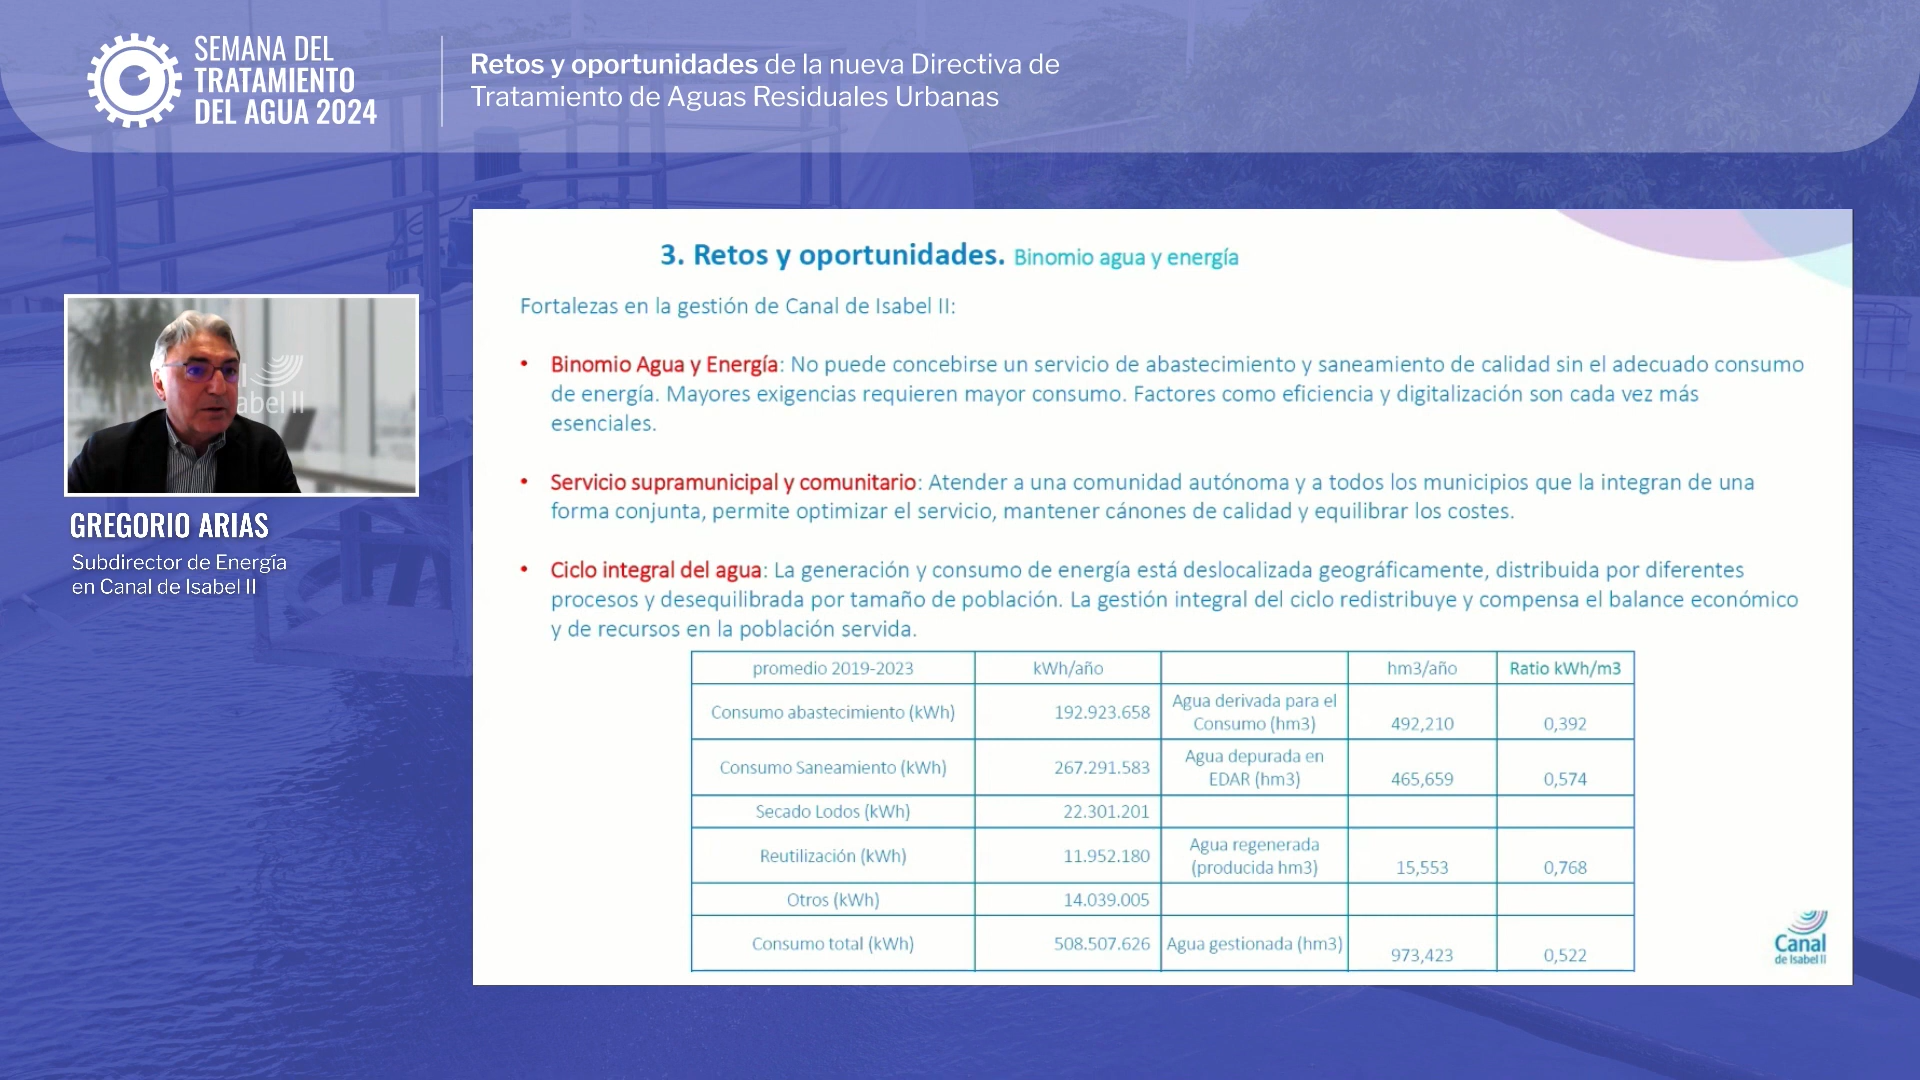 SEMANA DEL
TRATAMIENTO
DEL AGUA 2024
Retos y oportunidades de la nueva Directiva de
Tratamiento de Aguas Residuales Urbanas
abel II
GREGORIO ARIAS
Subdirector de Energía
en Canal de Isabel II
3. Retos y oportunidades. Binomio agua y energía
Fortalezas en la gestión de Canal de Isabel II:
• Binomio Agua y Energía: No puede concebirse un servicio de abastecimiento y saneamiento de calidad sin el adecuado consumo
de energía. Mayores exigencias requieren mayor consumo. Factores como eficiencia y digitalización son cada vez más
esenciales.
• Servicio supramunicipal y comunitario: Atender a una comunidad autónoma y a todos los municipios que la integran de una
forma conjunta, permite optimizar el servicio, mantener cánones de calidad y equilibrar los costes.
• Ciclo integral del agua: La generación y consumo de energía está deslocalizada geográficamente, distribuida por diferentes
procesos y desequilibrada por tamaño de población. La gestión integral del ciclo redistribuye y compensa el balance económico
y de recursos en la población servida.
promedio 2019-2023 kWh/año hm3/año Ratio kWh/m3
Consumo abastecimiento (kWh) 192.923.658 Agua derivada para el
Consumo (hm3) 492,210 0,392
Consumo Saneamiento (kWh) 267.291.583 Agua depurada en
EDAR (hm3) 465,659 0,574
Secado Lodos (kWh) 22.301.201
Reutilización (kWh) 11.952.180 Agua regenerada
(producida hm3) 15,553 0,768
Otros (kWh) 14.039.005
Consumo total (kWh) 508.507.626 Agua gestionada (hm3) 973,423 0,522
Canal
de Isabel II